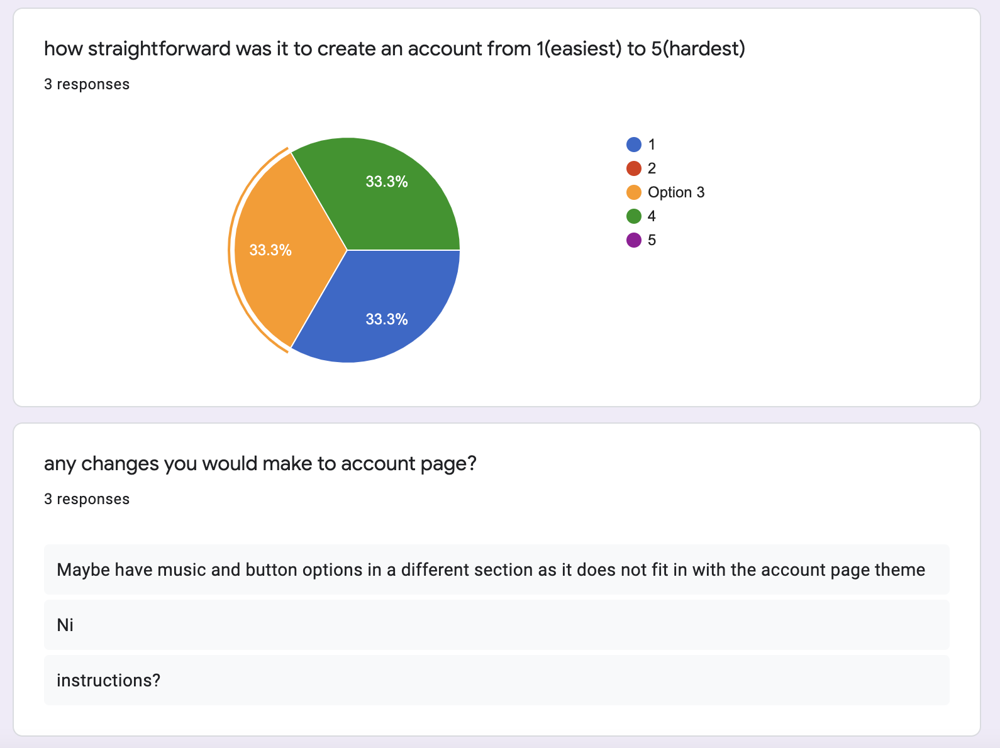 how straightforward was it to create an account from 1(easiest) to 5(hardest)
3 responses
33.3%
33.3%
33.3%
1
2
Option 3
4
5
any changes you would make to account page?
3 responses
Maybe have music and button options in a different section as it does not fit in with the account page theme
Ni
instructions?